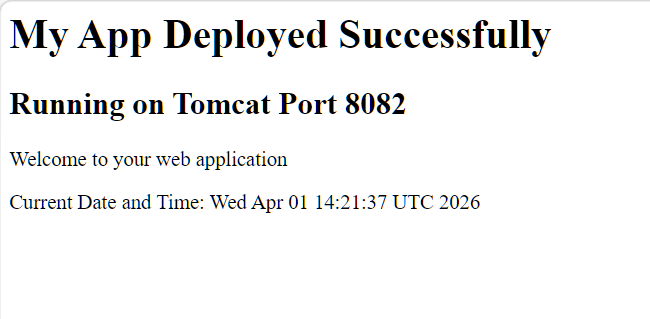 My App Deployed Successfully
Running on Tomcat Port 8082
Welcome to your web application
Current Date and Time: Wed Apr 01 14:21:37 UTC 2026